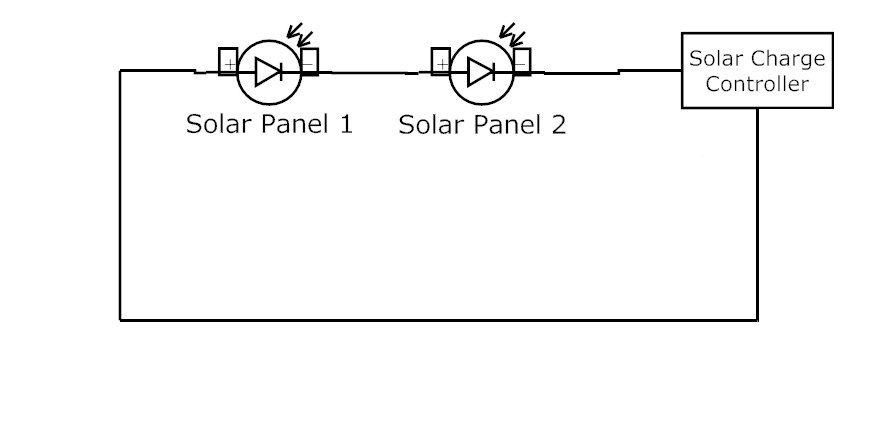 + − + −
Solar Charge
Controller
Solar Panel 1 Solar Panel 2